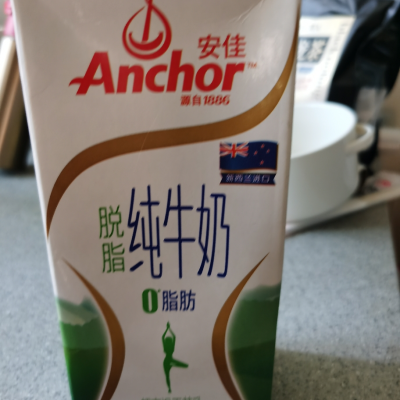 安佳
Anchor™
源自1886
新西兰进口
脱脂
纯牛奶
0脂肪